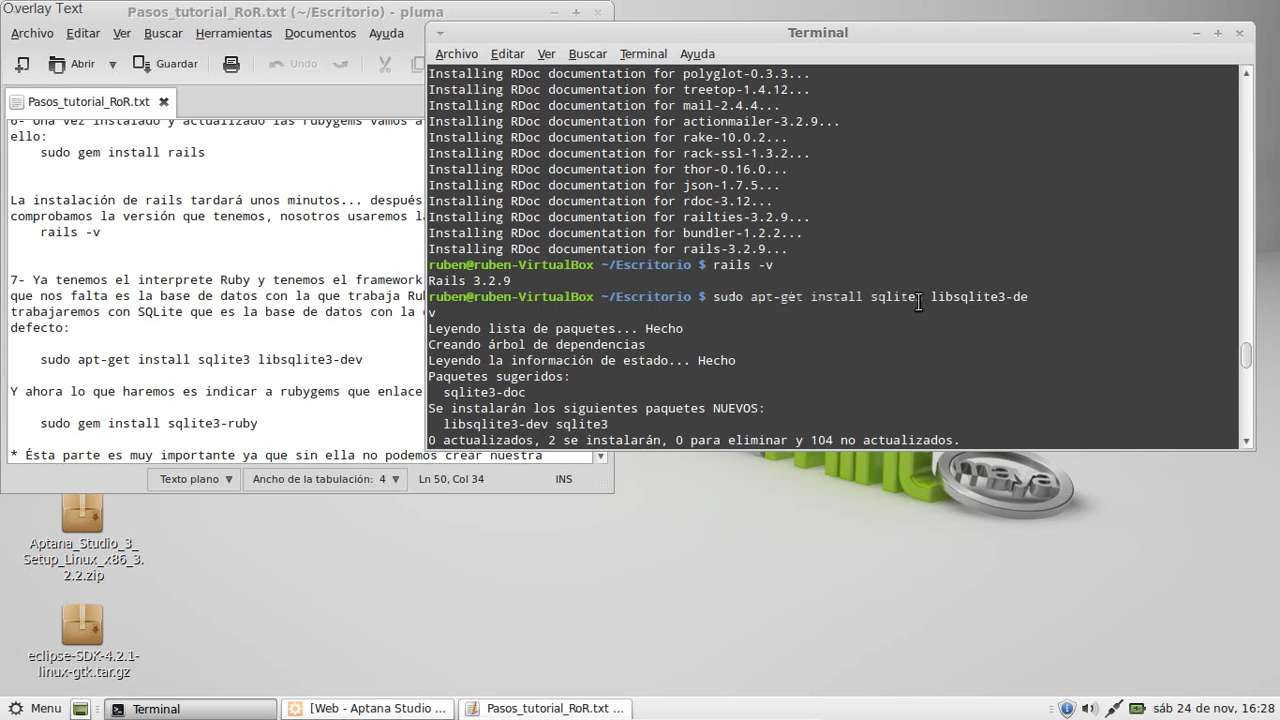 Overlay Text
Pasos_tutorial_RoR.txt (~/Escritorio) - pluma
Archivo Editar Ver Buscar Herramientas Documentos Ayuda
Abrir Guardar Undo
Pasos_tutorial_RoR.txt
6- Una vez instalado y actualizado las rubygems vamos a
ello:
sudo gem install rails
La instalación de rails tardará unos minutos... después
comprobamos la versión que tenemos, nosotros usaremos la
rails -v
7- Ya tenemos el interprete Ruby y tenemos el framework
que nos falta es la base de datos con la que trabaja Ru
trabajaremos con SQLite que es la base de datos con la
defecto:
sudo apt-get install sqlite3 libsqlite3-dev
Y ahora lo que haremos es indicar a rubygems que enlace
sudo gem install sqlite3-ruby
* Ésta parte es muy importante ya que sin ella no podemos crear nuestra
Texto plano Ancho de la tabulación: 4 Ln 50, Col 34 INS
Terminal
Archivo Editar Ver Buscar Terminal Ayuda
Installing RDoc documentation for polyglot-0.3.3...
Installing RDoc documentation for treetop-1.4.12...
Installing RDoc documentation for mail-2.4.4...
Installing RDoc documentation for actionmailer-3.2.9...
Installing RDoc documentation for rake-10.0.2...
Installing RDoc documentation for rack-ssl-1.3.2...
Installing RDoc documentation for thor-0.16.0...
Installing RDoc documentation for json-1.7.5...
Installing RDoc documentation for rdoc-3.12...
Installing RDoc documentation for railties-3.2.9...
Installing RDoc documentation for bundler-1.2.2...
Installing RDoc documentation for rails-3.2.9...
ruben@ruben-VirtualBox ~/Escritorio $ rails -v
Rails 3.2.9
ruben@ruben-VirtualBox ~/Escritorio $ sudo apt-get install sqlite3 libsqlite3-de
v
Leyendo lista de paquetes... Hecho
Creando árbol de dependencias
Leyendo la información de estado... Hecho
Paquetes sugeridos:
sqlite3-doc
Se instalarán los siguientes paquetes NUEVOS:
libsqlite3-dev sqlite3
0 actualizados, 2 se instalarán, 0 para eliminar y 104 no actualizados.
maya
Aptana_Studio_3_
Setup_Linux_x86_3.
2.2.zip
eclipse-SDK-4.2.1-
linux-gtk.tar.gz
Menu Terminal [Web - Aptana Studio ... Pasos_tutorial_RoR.txt ... sáb 24 de nov, 16:28